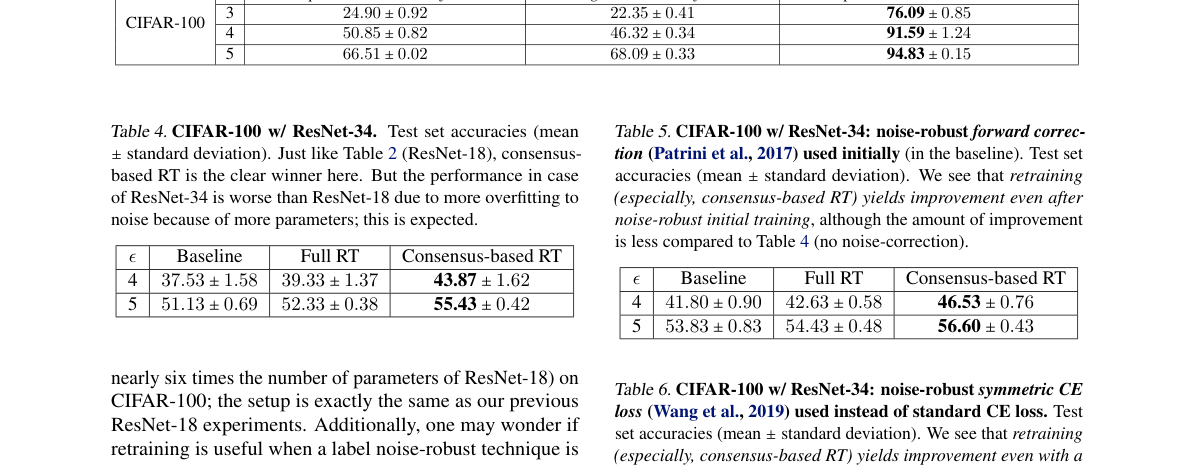 CIFAR-100
3 24.90 ± 0.92 22.35 ± 0.41 76.09 ± 0.85
4 50.85 ± 0.82 46.32 ± 0.34 91.59 ± 1.24
5 66.51 ± 0.02 68.09 ± 0.33 94.83 ± 0.15
Table 4. CIFAR-100 w/ ResNet-34. Test set accuracies (mean
± standard deviation). Just like Table 2 (ResNet-18), consensus-
based RT is the clear winner here. But the performance in case
of ResNet-34 is worse than ResNet-18 due to more overfitting to
noise because of more parameters; this is expected.
ϵ Baseline Full RT Consensus-based RT
4 37.53 ± 1.58 39.33 ± 1.37 43.87 ± 1.62
5 51.13 ± 0.69 52.33 ± 0.38 55.43 ± 0.42
nearly six times the number of parameters of ResNet-18) on
CIFAR-100; the setup is exactly the same as our previous
ResNet-18 experiments. Additionally, one may wonder if
retraining is useful when a label noise-robust technique is
Table 5. CIFAR-100 w/ ResNet-34: noise-robust forward correc-
tion (Patrini et al., 2017) used initially (in the baseline). Test set
accuracies (mean ± standard deviation). We see that retraining
(especially, consensus-based RT) yields improvement even after
noise-robust initial training, although the amount of improvement
is less compared to Table 4 (no noise-correction).
ϵ Baseline Full RT Consensus-based RT
4 41.80 ± 0.90 42.63 ± 0.58 46.53 ± 0.76
5 53.83 ± 0.83 54.43 ± 0.48 56.60 ± 0.43
Table 6. CIFAR-100 w/ ResNet-34: noise-robust symmetric CE
loss (Wang et al., 2019) used instead of standard CE loss. Test
set accuracies (mean ± standard deviation). We see that retraining
(especially, consensus-based RT) yields improvement even with a